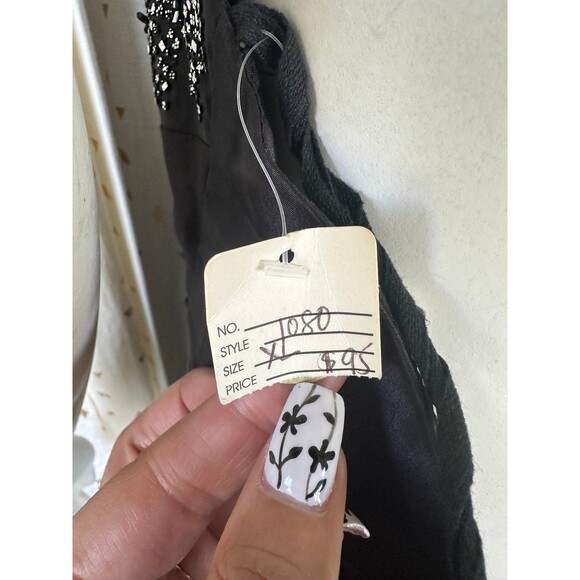 NO.
STYLE 1080
SIZE XL
PRICE $95